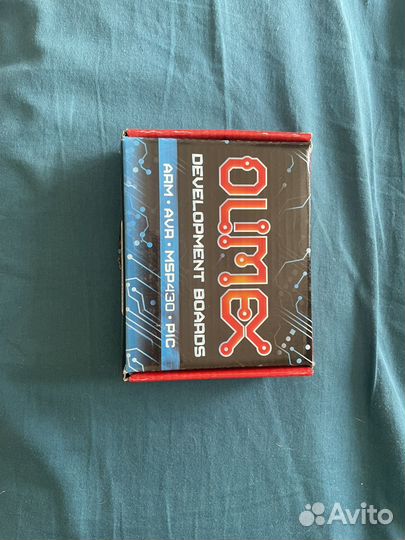 OLIMEX
DEVELOPMENT BOARDS
ARM • AVR • MSP430 • PIC
Avito